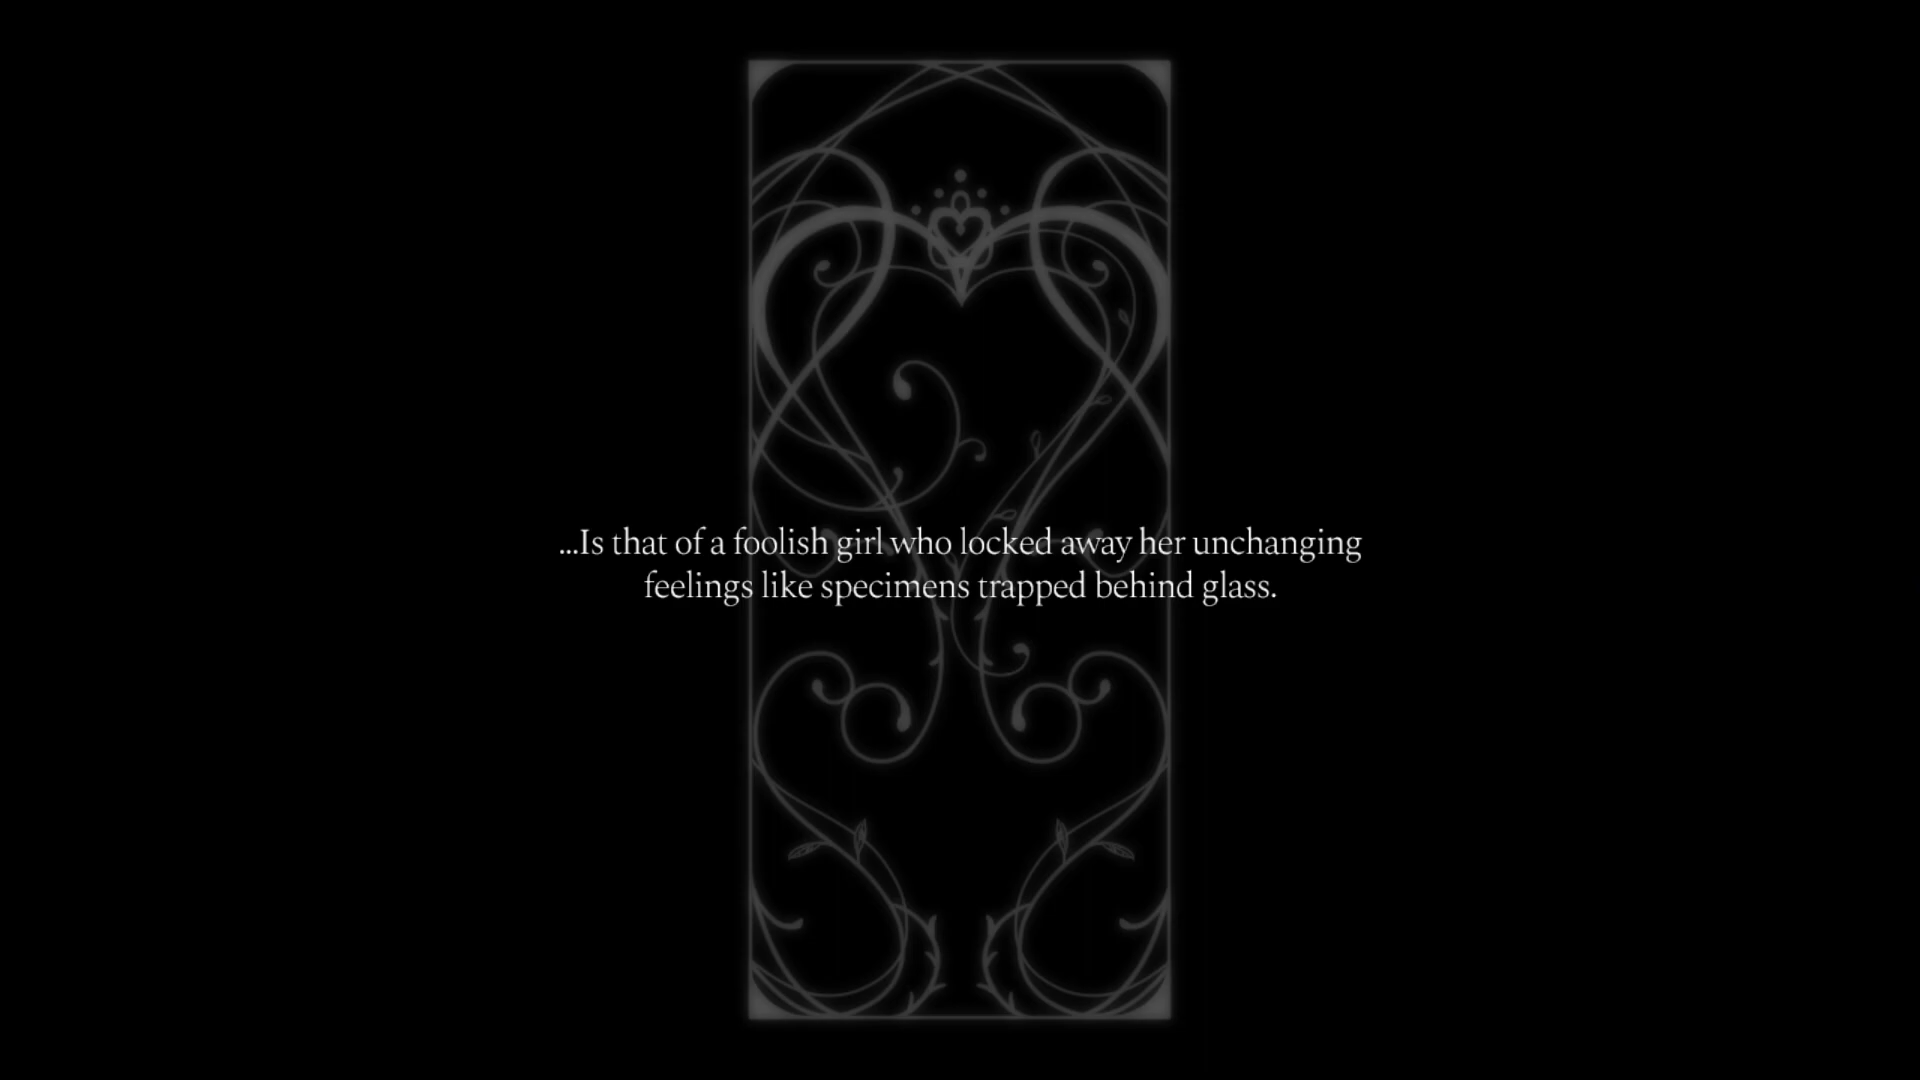 ...Is that of a foolish girl who locked away her unchanging
feelings like specimens trapped behind glass.